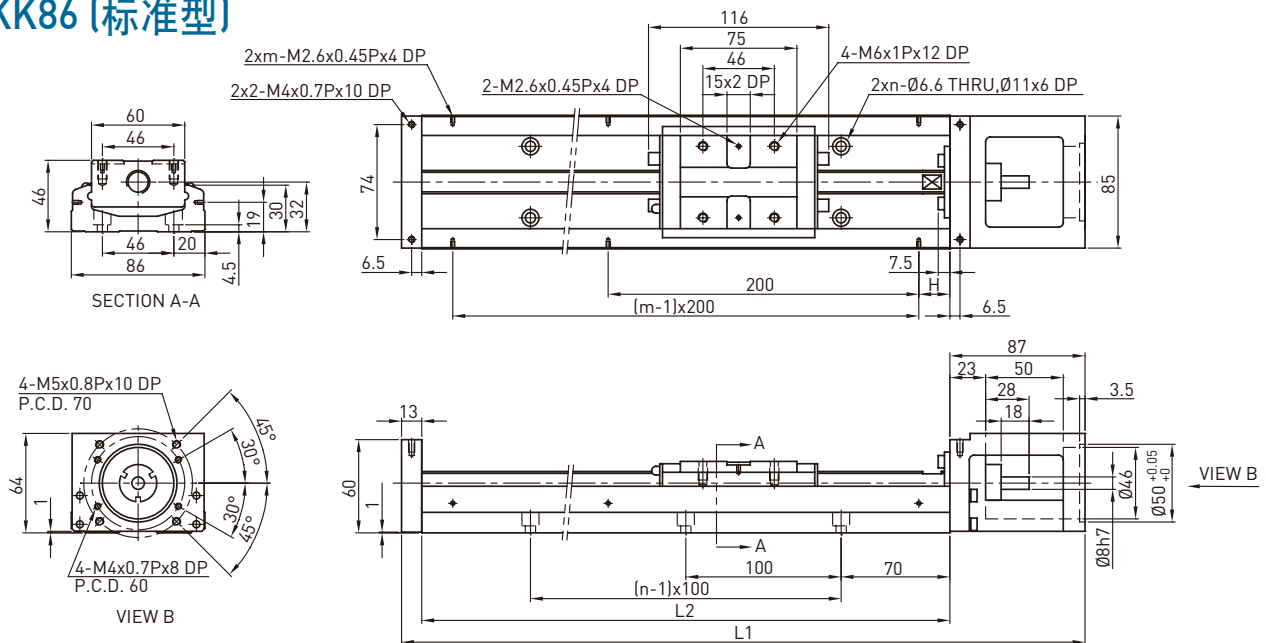 KK86 (标准型)
116
75
46
15x2 DP
2xm-M2.6x0.45Px4 DP
2x2-M4x0.7Px10 DP
2-M2.6x0.45Px4 DP
4-M6x1Px12 DP
2xn-Ø6.6 THRU,Ø11x6 DP
60
46
46
19
30
32
46
20
86
4.5
SECTION A-A
74
85
6.5
7.5
200
H
(m-1)x200
6.5
4-M5x0.8Px10 DP
P.C.D. 70
45°
30°
30°
45°
64
1
4-M4x0.7Px8 DP
P.C.D. 60
VIEW B
87
23
50
28
18
3.5
13
A
60
1
A
Ø46
Ø50 +0.05
+0
Ø8h7
VIEW B
100
70
(n-1)x100
L2
L1